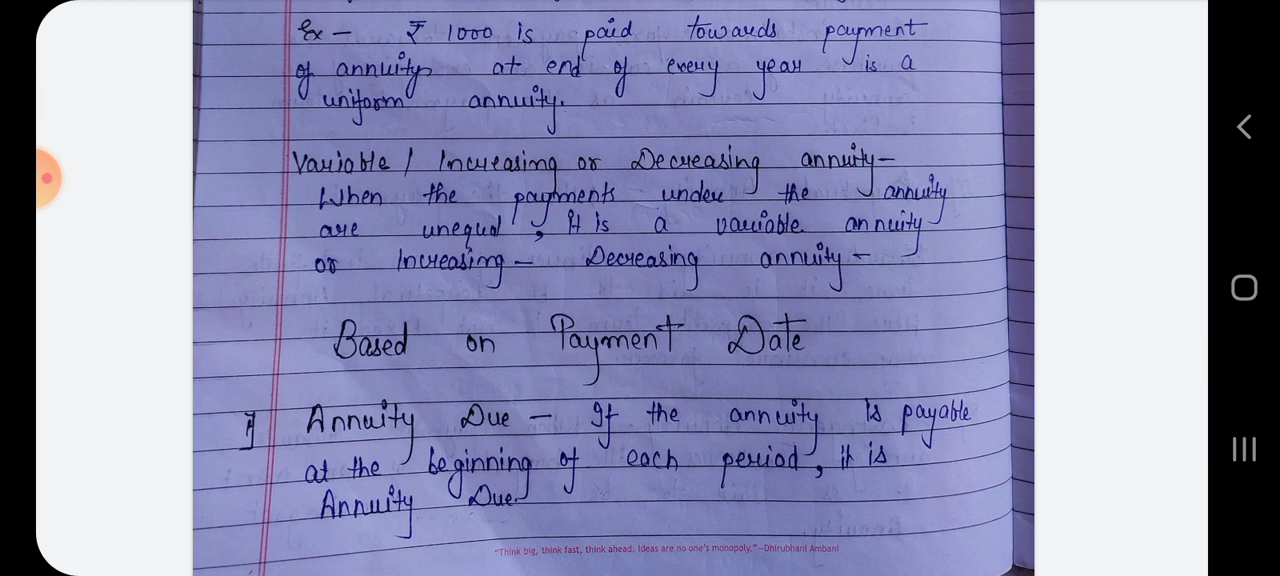 Ex - ₹ 1000 is paid towards payment
of annuity at end of every year is a
uniform annuity.
Variable / Increasing or Decreasing annuity-
When the payments under the annuity
are unequal, it is a variable annuity
or Increasing - Decreasing annuity-
Based on Payment Date
1] Annuity Due - If the annuity is payable
at the beginning of each period, it is
Annuity Due.
"Think big, think fast, think ahead. Ideas are no one's monopoly."-Dhirubhani Ambani